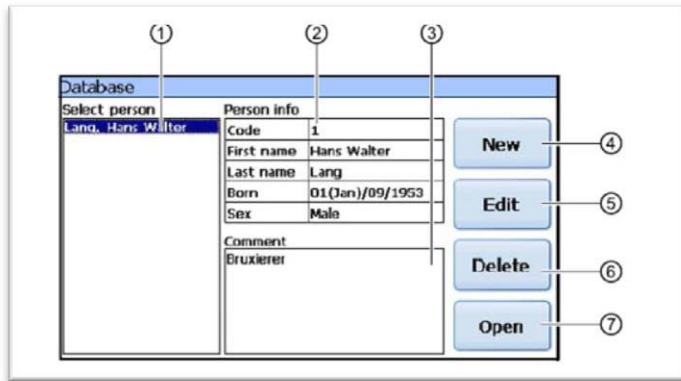 ① ② ③
Database
Select person
Lang, Hans Walter
Person info
Code 1
First name Hans Walter
Last name Lang
Born 01(Jan)/09/1953
Sex Male
Comment
Bruxierer
New ④
Edit ⑤
Delete ⑥
Open ⑦